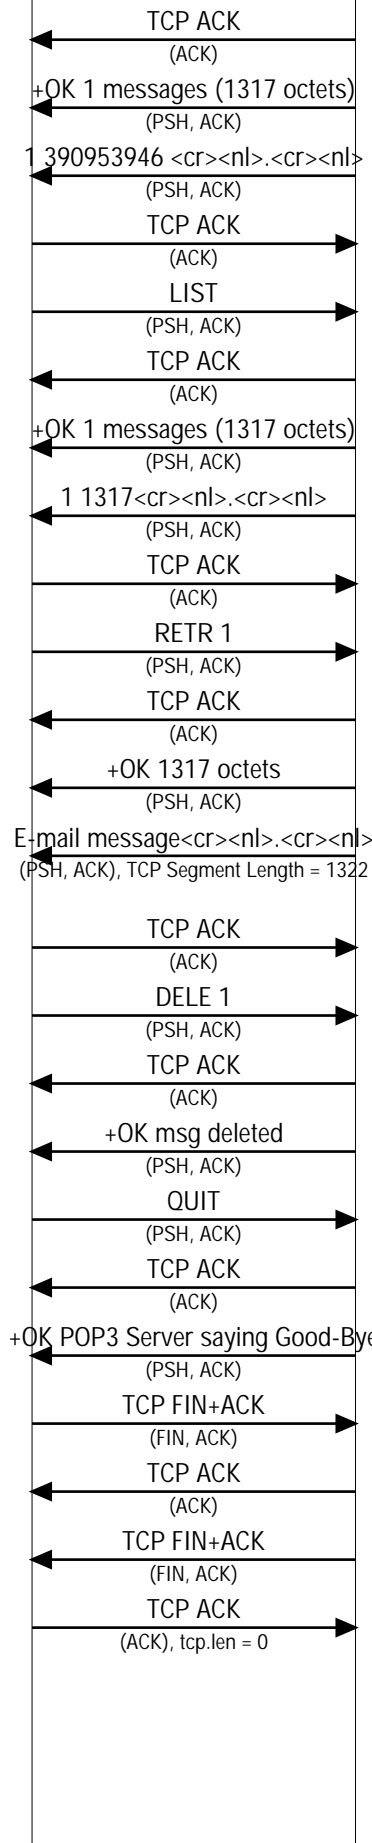 TCP ACK
(ACK)
+OK 1 messages (1317 octets)
(PSH, ACK)
1 390953946 <cr><nl>.<cr><nl>
(PSH, ACK)
TCP ACK
(ACK)
LIST
(PSH, ACK)
TCP ACK
(ACK)
+OK 1 messages (1317 octets)
(PSH, ACK)
1 1317<cr><nl>.<cr><nl>
(PSH, ACK)
TCP ACK
(ACK)
RETR 1
(PSH, ACK)
TCP ACK
(ACK)
+OK 1317 octets
(PSH, ACK)
E-mail message<cr><nl>.<cr><nl>
(PSH, ACK), TCP Segment Length = 1322
TCP ACK
(ACK)
DELE 1
(PSH, ACK)
TCP ACK
(ACK)
+OK msg deleted
(PSH, ACK)
QUIT
(PSH, ACK)
TCP ACK
(ACK)
+OK POP3 Server saying Good-Bye
(PSH, ACK)
TCP FIN+ACK
(FIN, ACK)
TCP ACK
(ACK)
TCP FIN+ACK
(FIN, ACK)
TCP ACK
(ACK), tcp.len = 0